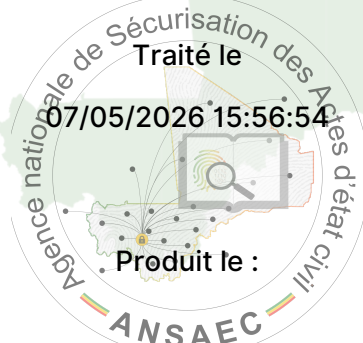 Agence nationale de Sécurisation des Actes d'état civil
Traité le
07/05/2026 15:56:54
Produit le :
ANSAEC